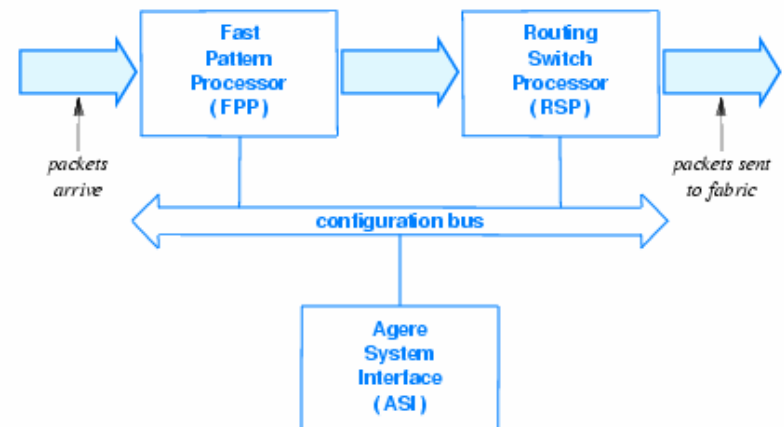 Fast
Pattern
Processor
(FPP)
Routing
Switch
Processor
(RSP)
packets
arrive
packets sent
to fabric
configuration bus
Agere
System
Interface
(ASI)